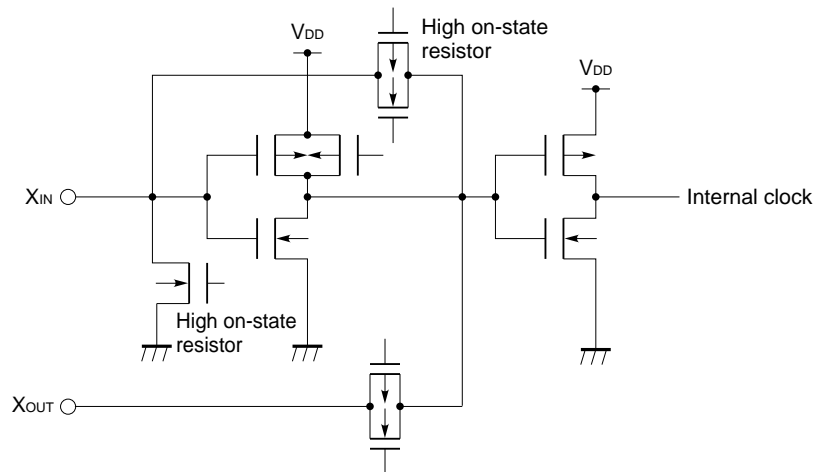 High on-state
resistor
VDD
VDD
XIN
Internal clock
High on-state
resistor
XOUT